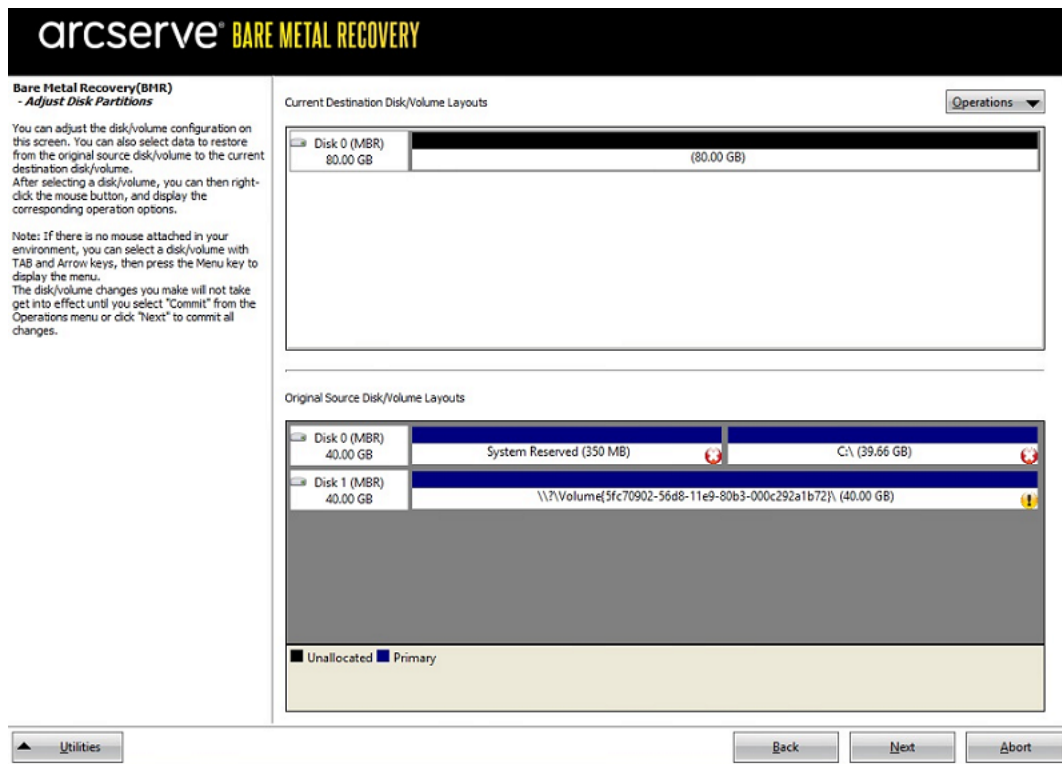 arcserve® BARE METAL RECOVERY
Bare Metal Recovery(BMR)
- Adjust Disk Partitions
You can adjust the disk/volume configuration on
this screen. You can also select data to restore
from the original source disk/volume to the current
destination disk/volume.
After selecting a disk/volume, you can then right-
click the mouse button, and display the
corresponding operation options.
Note: If there is no mouse attached in your
environment, you can select a disk/volume with
TAB and Arrow keys, then press the Menu key to
display the menu.
The disk/volume changes you make will not take
get into effect until you select "Commit" from the
Operations menu or click "Next" to commit all
changes.
Current Destination Disk/Volume Layouts
Operations
Disk 0 (MBR)
80.00 GB
(80.00 GB)
Original Source Disk/Volume Layouts
Disk 0 (MBR)
40.00 GB
System Reserved (350 MB)
C:\ (39.66 GB)
Disk 1 (MBR)
40.00 GB
\\?\Volume{5fc70902-56d8-11e9-80b3-000c292a1b72}\ (40.00 GB)
Unallocated Primary
Utilities
Back
Next
Abort